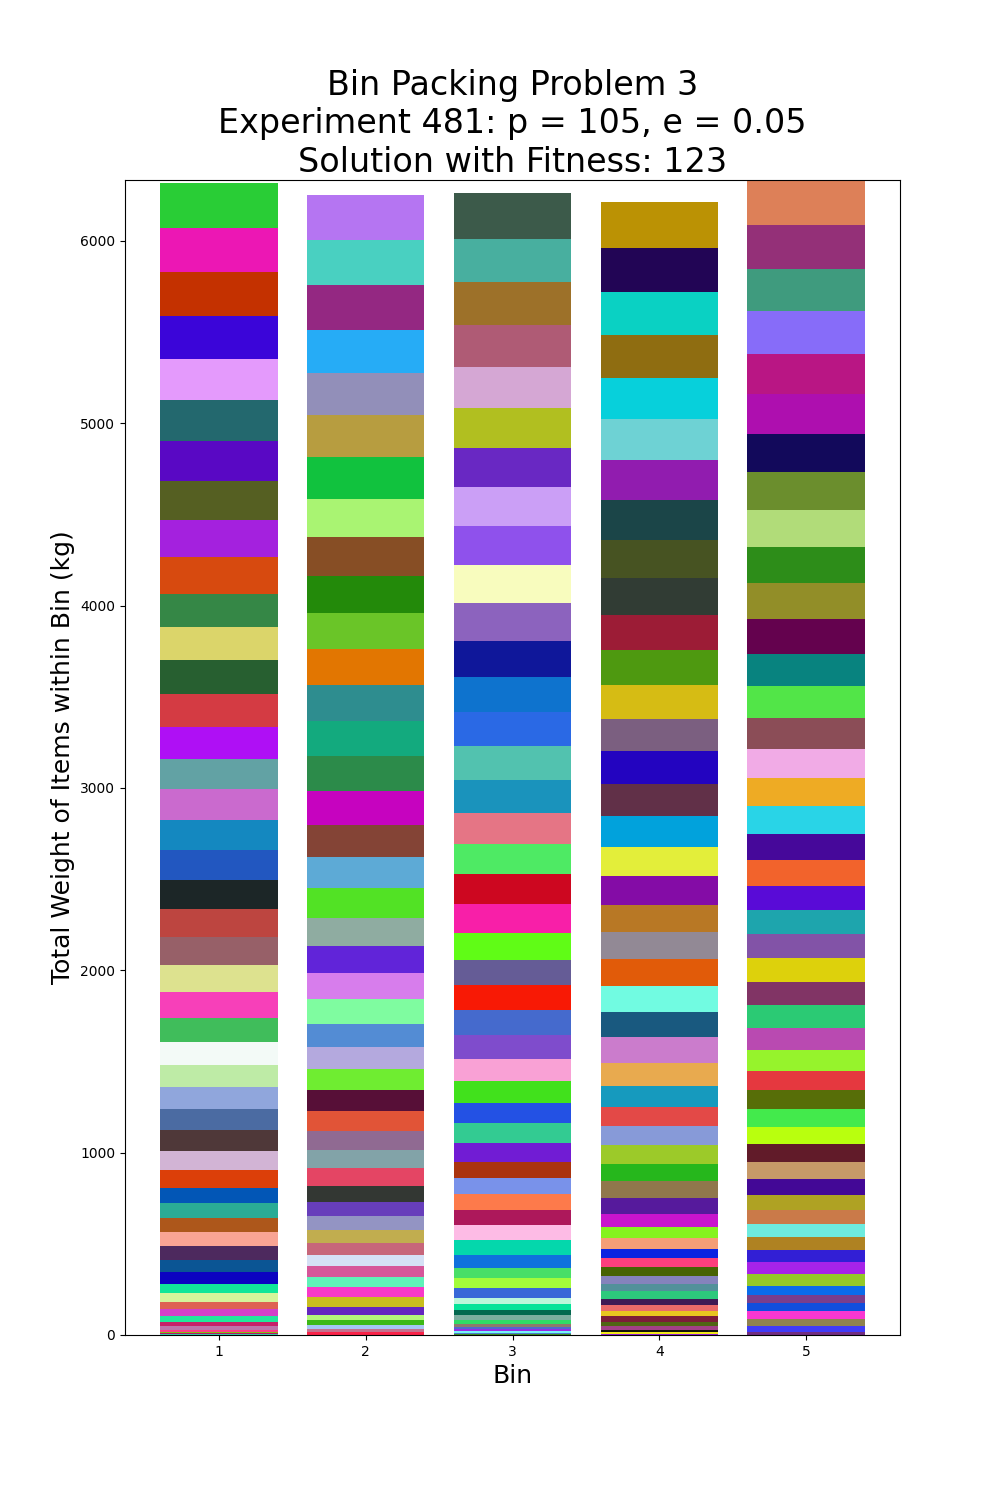 Bin Packing Problem 3
Experiment 481: p = 105, e = 0.05
Solution with Fitness: 123
Total Weight of Items within Bin (kg)
6000
5000
4000
3000
2000
1000
0
1 2 3 4 5
Bin